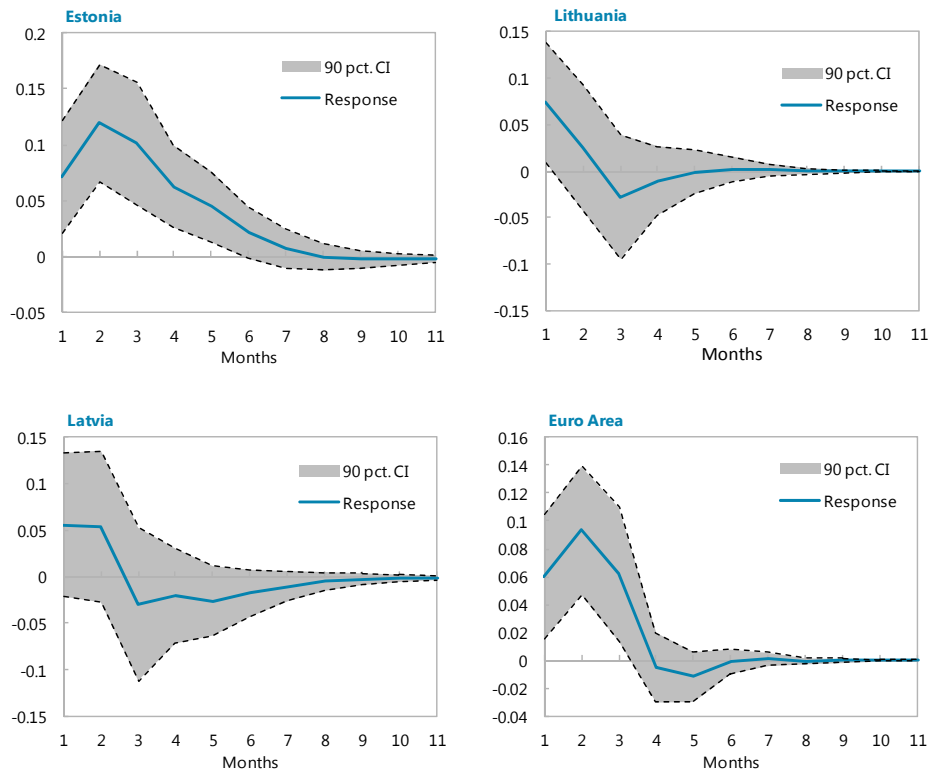 Estonia
0.2
0.15
0.1
0.05
0
-0.05
90 pct. CI
Response
1 2 3 4 5 6 7 8 9 10 11
Months
Lithuania
0.15
0.1
0.05
0
-0.05
-0.1
-0.15
90 pct. CI
Response
1 2 3 4 5 6 7 8 9 10 11
Months
Latvia
0.15
0.1
0.05
0
-0.05
-0.1
-0.15
90 pct. CI
Response
1 2 3 4 5 6 7 8 9 10 11
Months
Euro Area
0.16
0.14
0.12
0.1
0.08
0.06
0.04
0.02
0
-0.02
-0.04
90 pct. CI
Response
1 2 3 4 5 6 7 8 9 10 11
Months